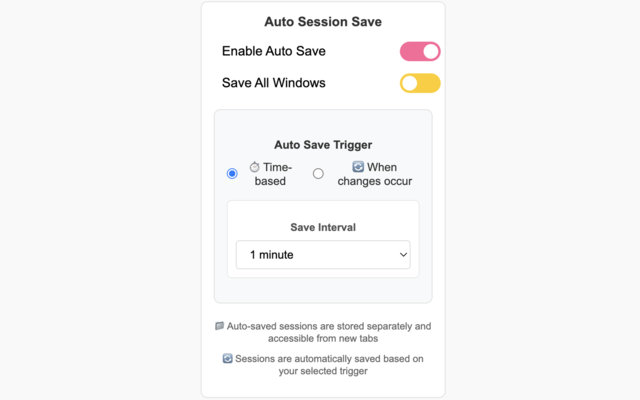 Auto Session Save
Enable Auto Save
Save All Windows
Auto Save Trigger
⏱ Time-
based
🔄 When
changes occur
Save Interval
1 minute
Auto-saved sessions are stored separately and
accessible from new tabs
🔄 Sessions are automatically saved based on
your selected trigger